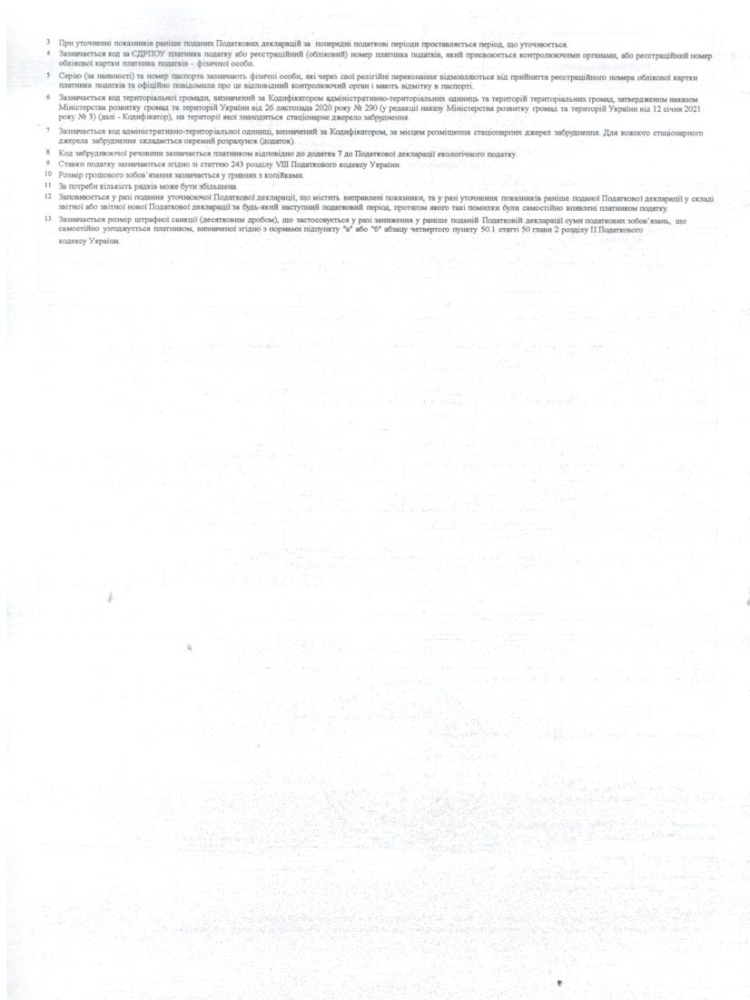 3 При уточненні показників раніше поданих Податкових декларацій за попередні податкові періоди проставляється період, що уточнюється.
4 Зазначається код за ЄДРПОУ платника податку або реєстраційний (обліковий) номер платника податків, який присвоюється контролюючими органами, або реєстраційний номер
облікової картки платника податків – фізичної особи.
5 Серію (за наявності) та номер паспорта зазначають фізичні особи, які через свої релігійні переконання відмовляються від прийняття реєстраційного номера облікової картки
платника податків та офіційно повідомили про це відповідний контролюючий орган і мають відмітку в паспорті.
6 Зазначається код територіальної громади, визначений за Кодифікатором адміністративно-територіальних одиниць та територій територіальних громад, затвердженим наказом
Міністерства розвитку громад та територій України від 26 листопада 2020 року № 290 (у редакції наказу Міністерства розвитку громад та територій України від 12 січня 2021
року № 3) (далі - Кодифікатор), на території якої знаходиться стаціонарне джерело забруднення.
7 Зазначається код адміністративно-територіальної одиниці, визначений за Кодифікатором, за місцем розміщення стаціонарних джерел забруднення. Для кожного стаціонарного
джерела забруднення складається окремий розрахунок (додаток).
8 Код забруднюючої речовини зазначається платником відповідно до додатка 7 до Податкової декларації екологічного податку.
9 Ставки податку зазначаються згідно зі статтею 243 розділу VIII Податкового кодексу України.
10 Розмір грошового зобов'язання зазначається у гривнях з копійками.
11 За потреби кількість рядків може бути збільшена.
12 Заповнюється у разі подання уточнюючої Податкової декларації, що містить виправлені показники, та у разі уточнення показників раніше поданої Податкової декларації у складі
звітної або звітної нової Податкової декларації за будь-який наступний податковий період, протягом якого такі помилки були самостійно виявлені платником податку.
13 Зазначається розмір штрафної санкції (десятковим дробом), що застосовується у разі заниження у раніше поданій Податковій декларації суми податкових зобов'язань, що
самостійно узгоджується платником, визначеної згідно з нормами підпункту "а" або "б" абзацу четвертого пункту 50.1 статті 50 глави 2 розділу II Податкового
кодексу України.